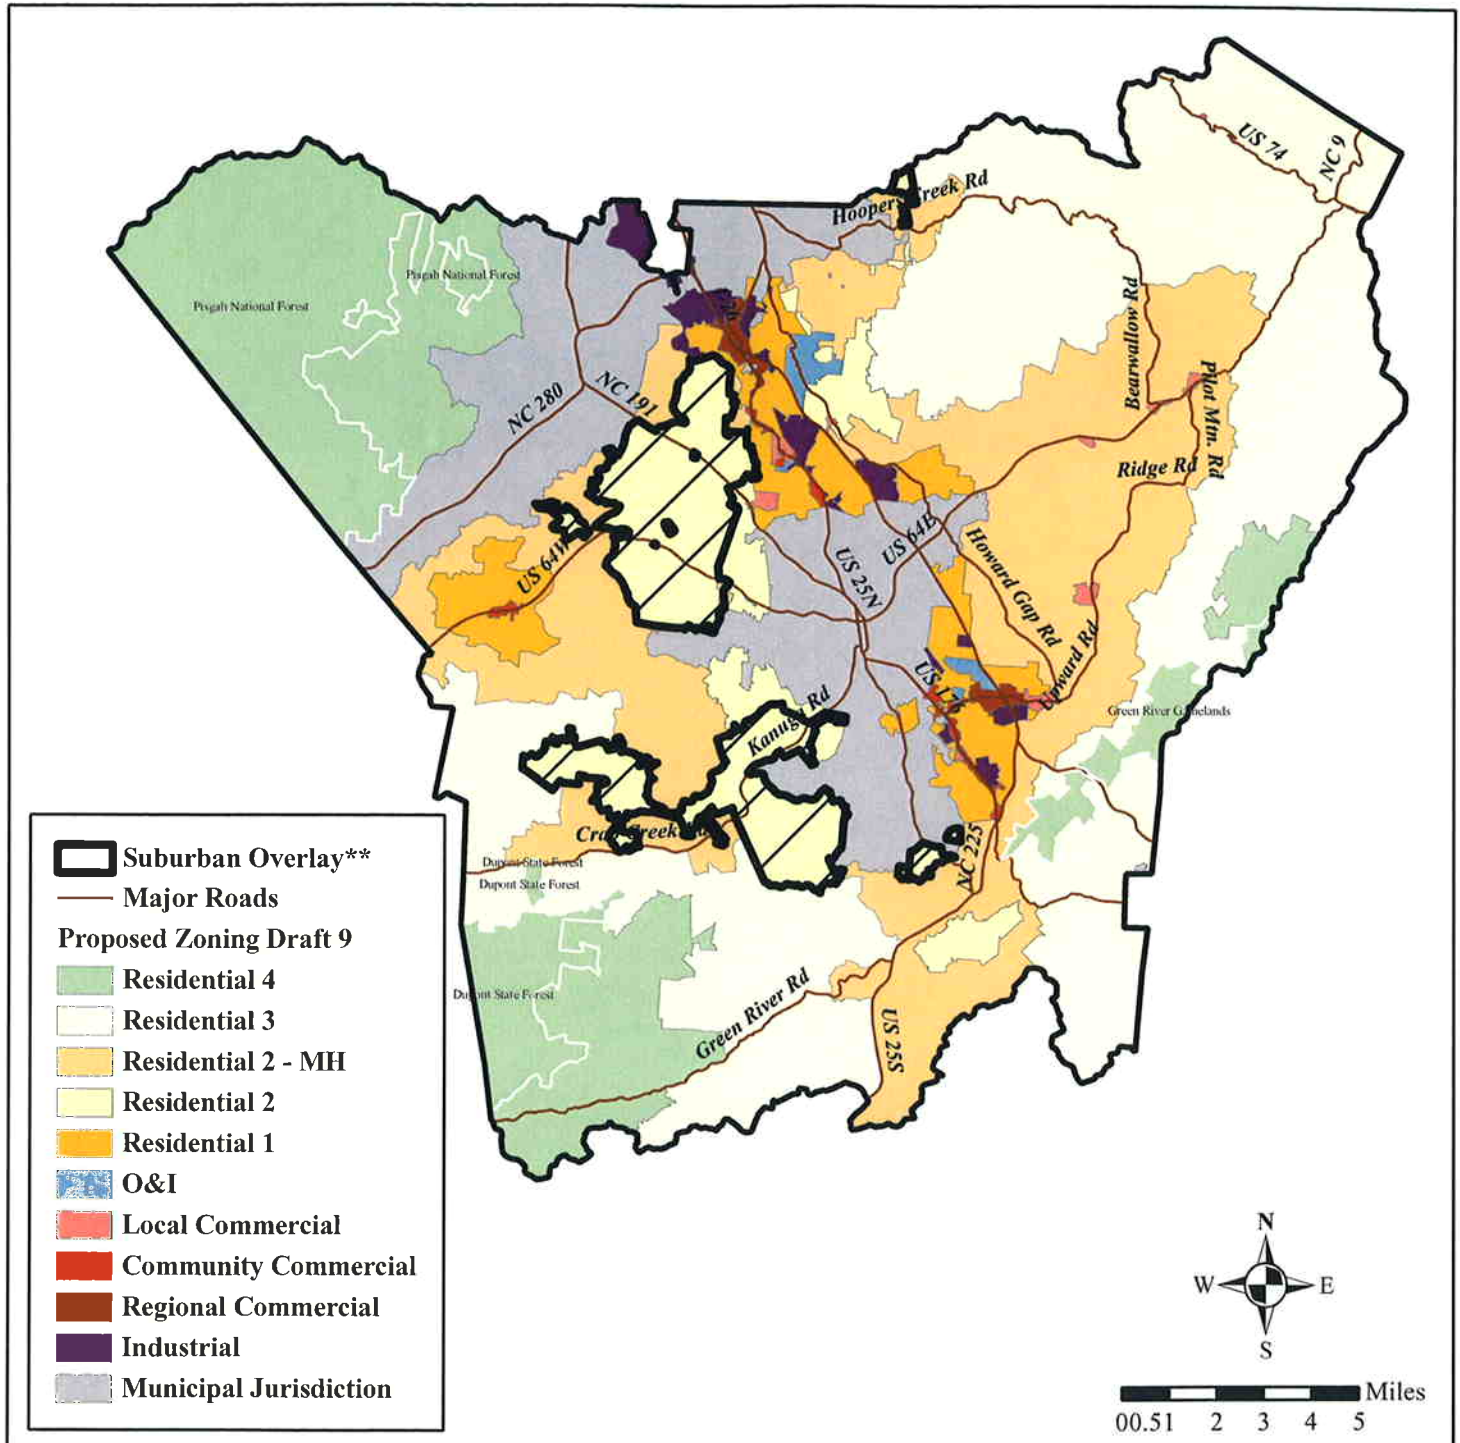 US 74
NC 9
Hooper Creek Rd
Pisgah National Forest
Pisgah National Forest
Bearwallow Rd
Pilot Mtn. Rd
NC 280
NC 191
Ridge Rd
US 64W
US 64E
US 25N
Howard Gap Rd
Upward Rd
US 176
Green River Gamelands
Kanuga Rd
Crab Creek Rd
NC 225
Dupont State Forest
Dupont State Forest
Dupont State Forest
Green River Rd
US 25S
Suburban Overlay**
Major Roads
Proposed Zoning Draft 9
Residential 4
Residential 3
Residential 2 - MH
Residential 2
Residential 1
O&I
Local Commercial
Community Commercial
Regional Commercial
Industrial
Municipal Jurisdiction
N
W E
S
Miles
00.51 2 3 4 5